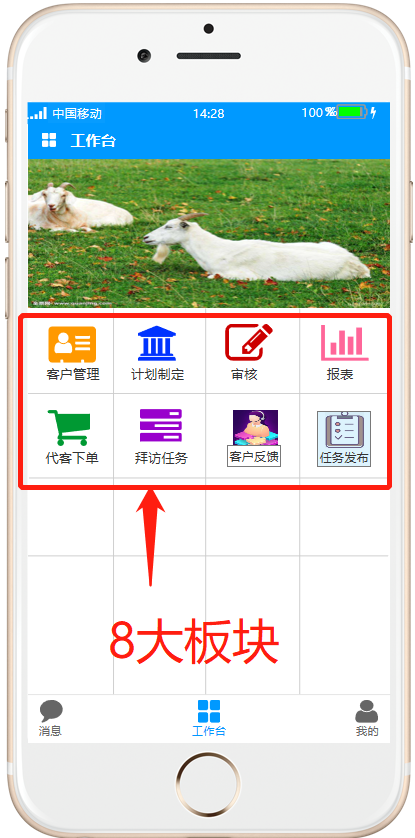 中国移动 14:28 100%
工作台
客户管理 计划制定 审核 报表
代客下单 拜访任务 客户反馈 任务发布
8大板块
消息 工作台 我的